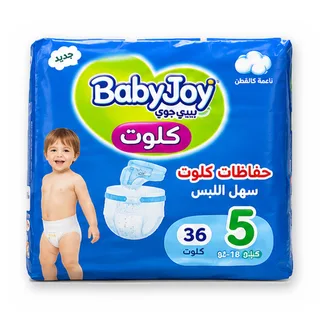 جديد
ناعمة كالقطن
BabyJoy
بيبي جوي
كلوت
حفاظات كلوت
سهل اللبس
36
كلوت
5